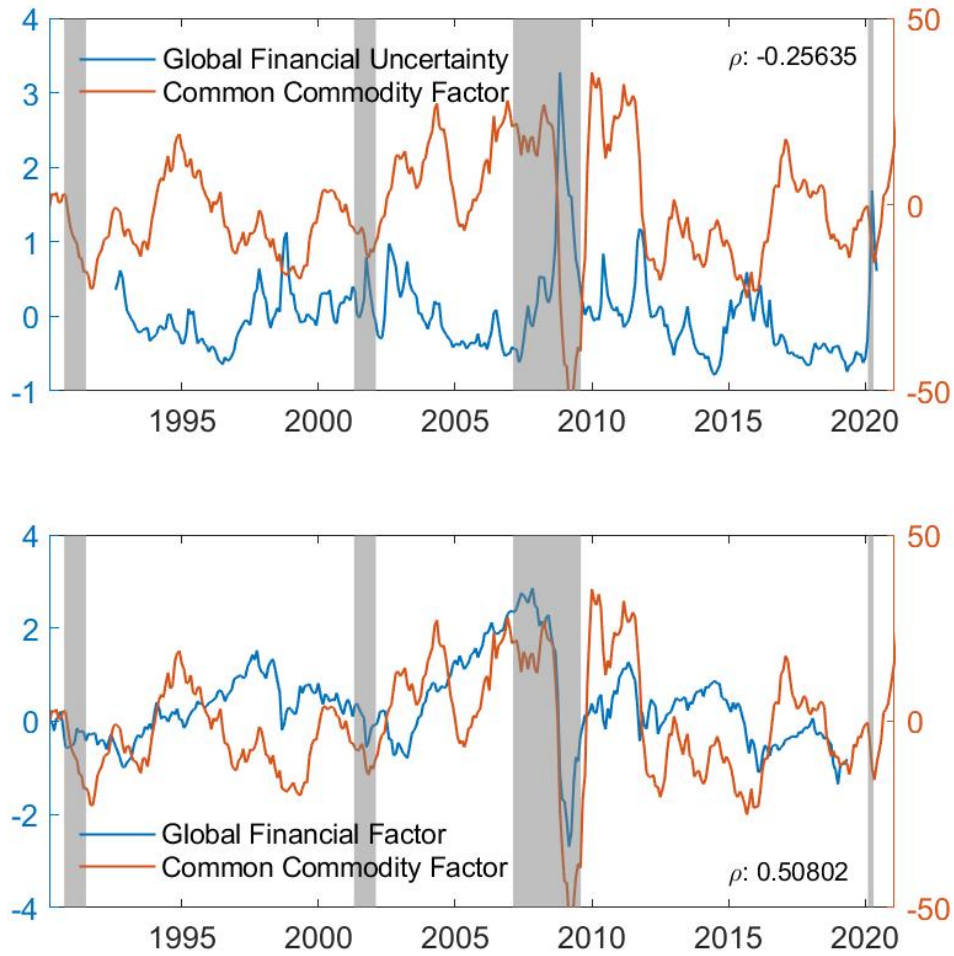 4
50
Global Financial Uncertainty
ρ: -0.25635
Common Commodity Factor
3
2
0
1
0
-1
-50
1995 2000 2005 2010 2015 2020
4
50
2
0
0
-2
Global Financial Factor
Common Commodity Factor
ρ: 0.50802
-4
-50
1995 2000 2005 2010 2015 2020